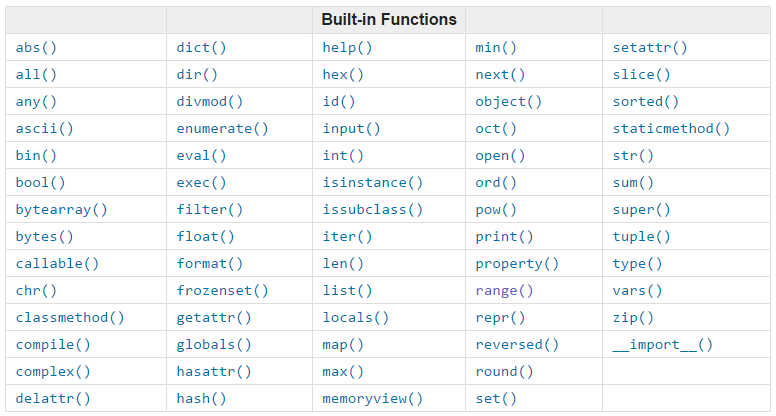 Built-in Functions
abs() dict() help() min() setattr()
all() dir() hex() next() slice()
any() divmod() id() object() sorted()
ascii() enumerate() input() oct() staticmethod()
bin() eval() int() open() str()
bool() exec() isinstance() ord() sum()
bytearray() filter() issubclass() pow() super()
bytes() float() iter() print() tuple()
callable() format() len() property() type()
chr() frozenset() list() range() vars()
classmethod() getattr() locals() repr() zip()
compile() globals() map() reversed() __import__()
complex() hasattr() max() round()
delattr() hash() memoryview() set()